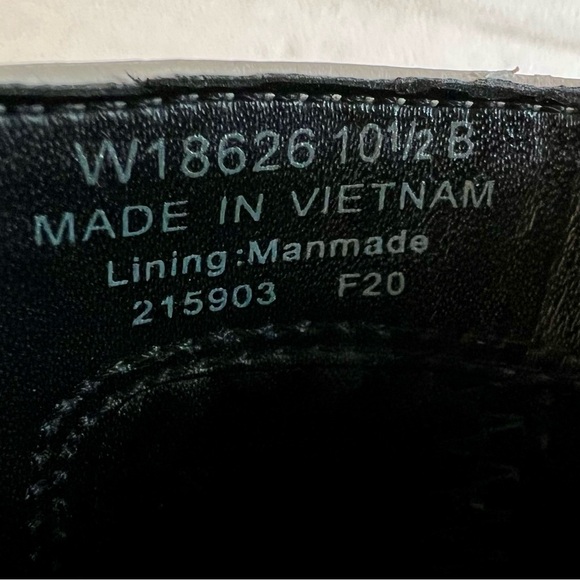 W18626 10½ B
MADE IN VIETNAM
Lining:Manmade
215903 F20